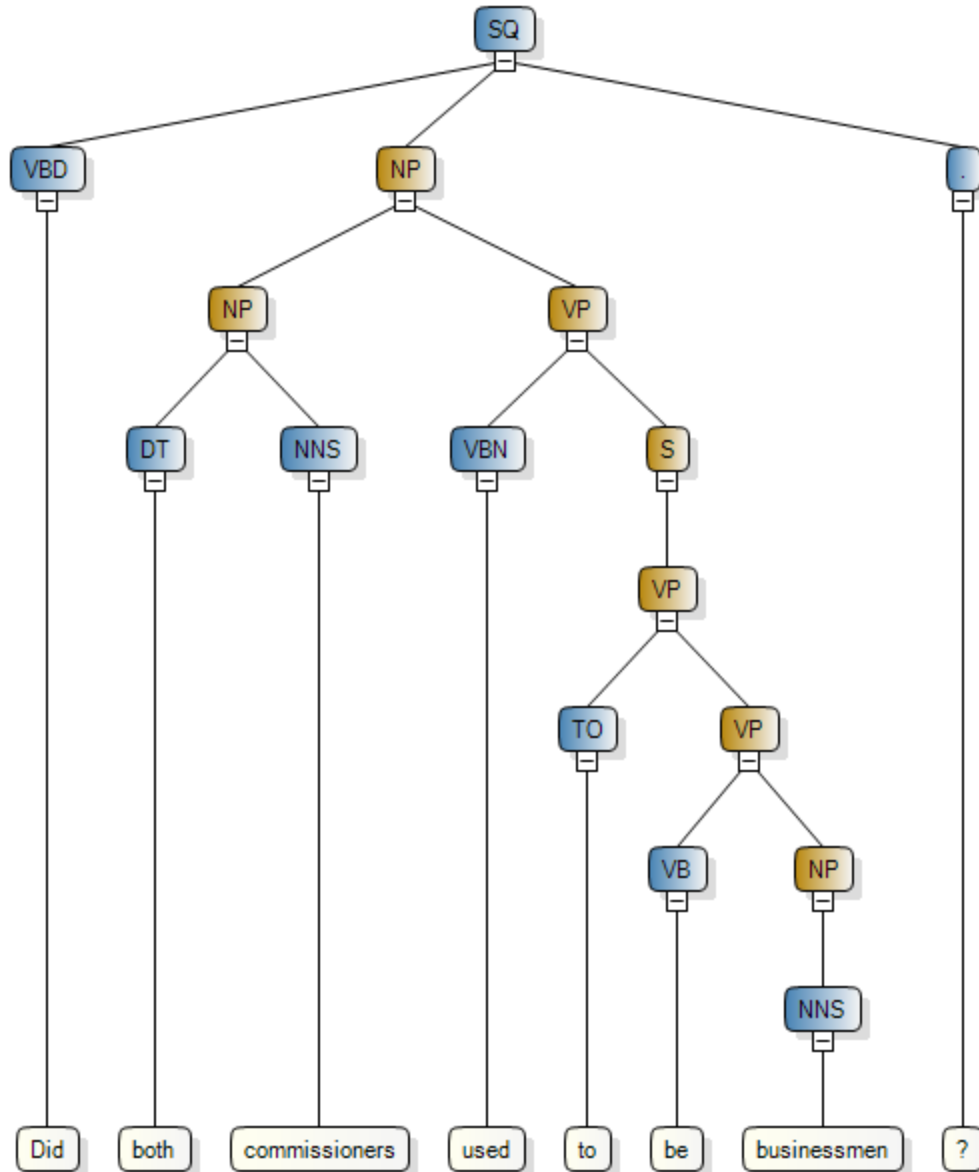 SQ
VBD NP .
NP VP
DT NNS VBN S
VP
TO VP
VB NP
NNS
Did both commissioners used to be businessmen ?